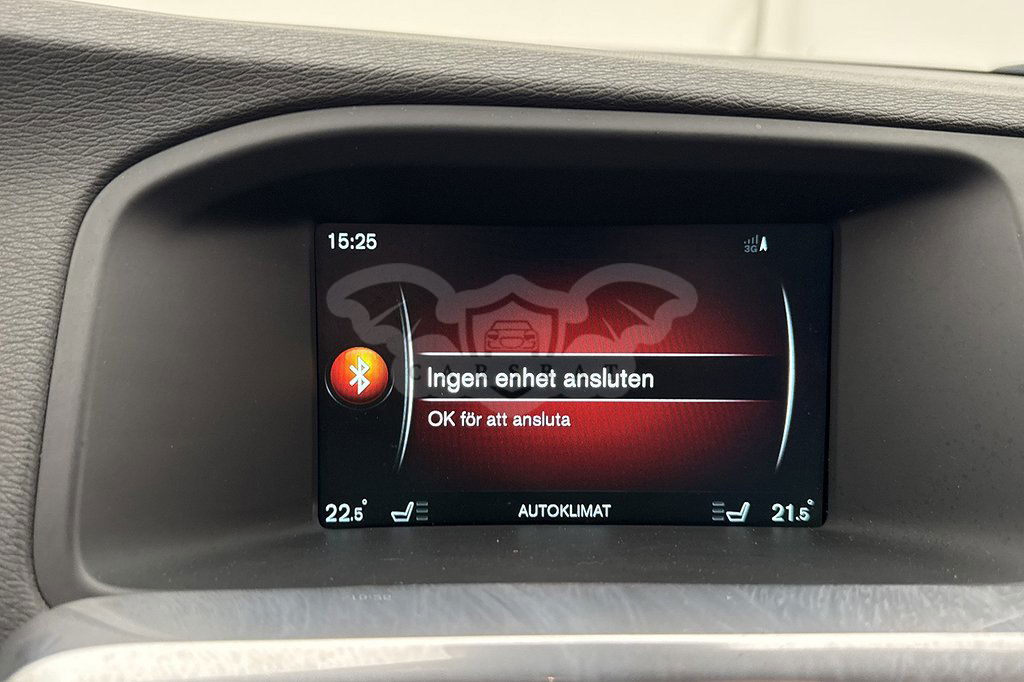 15:25
3G
Ingen enhet ansluten
OK för att ansluta
22.5°
AUTOKLIMAT
21.5°